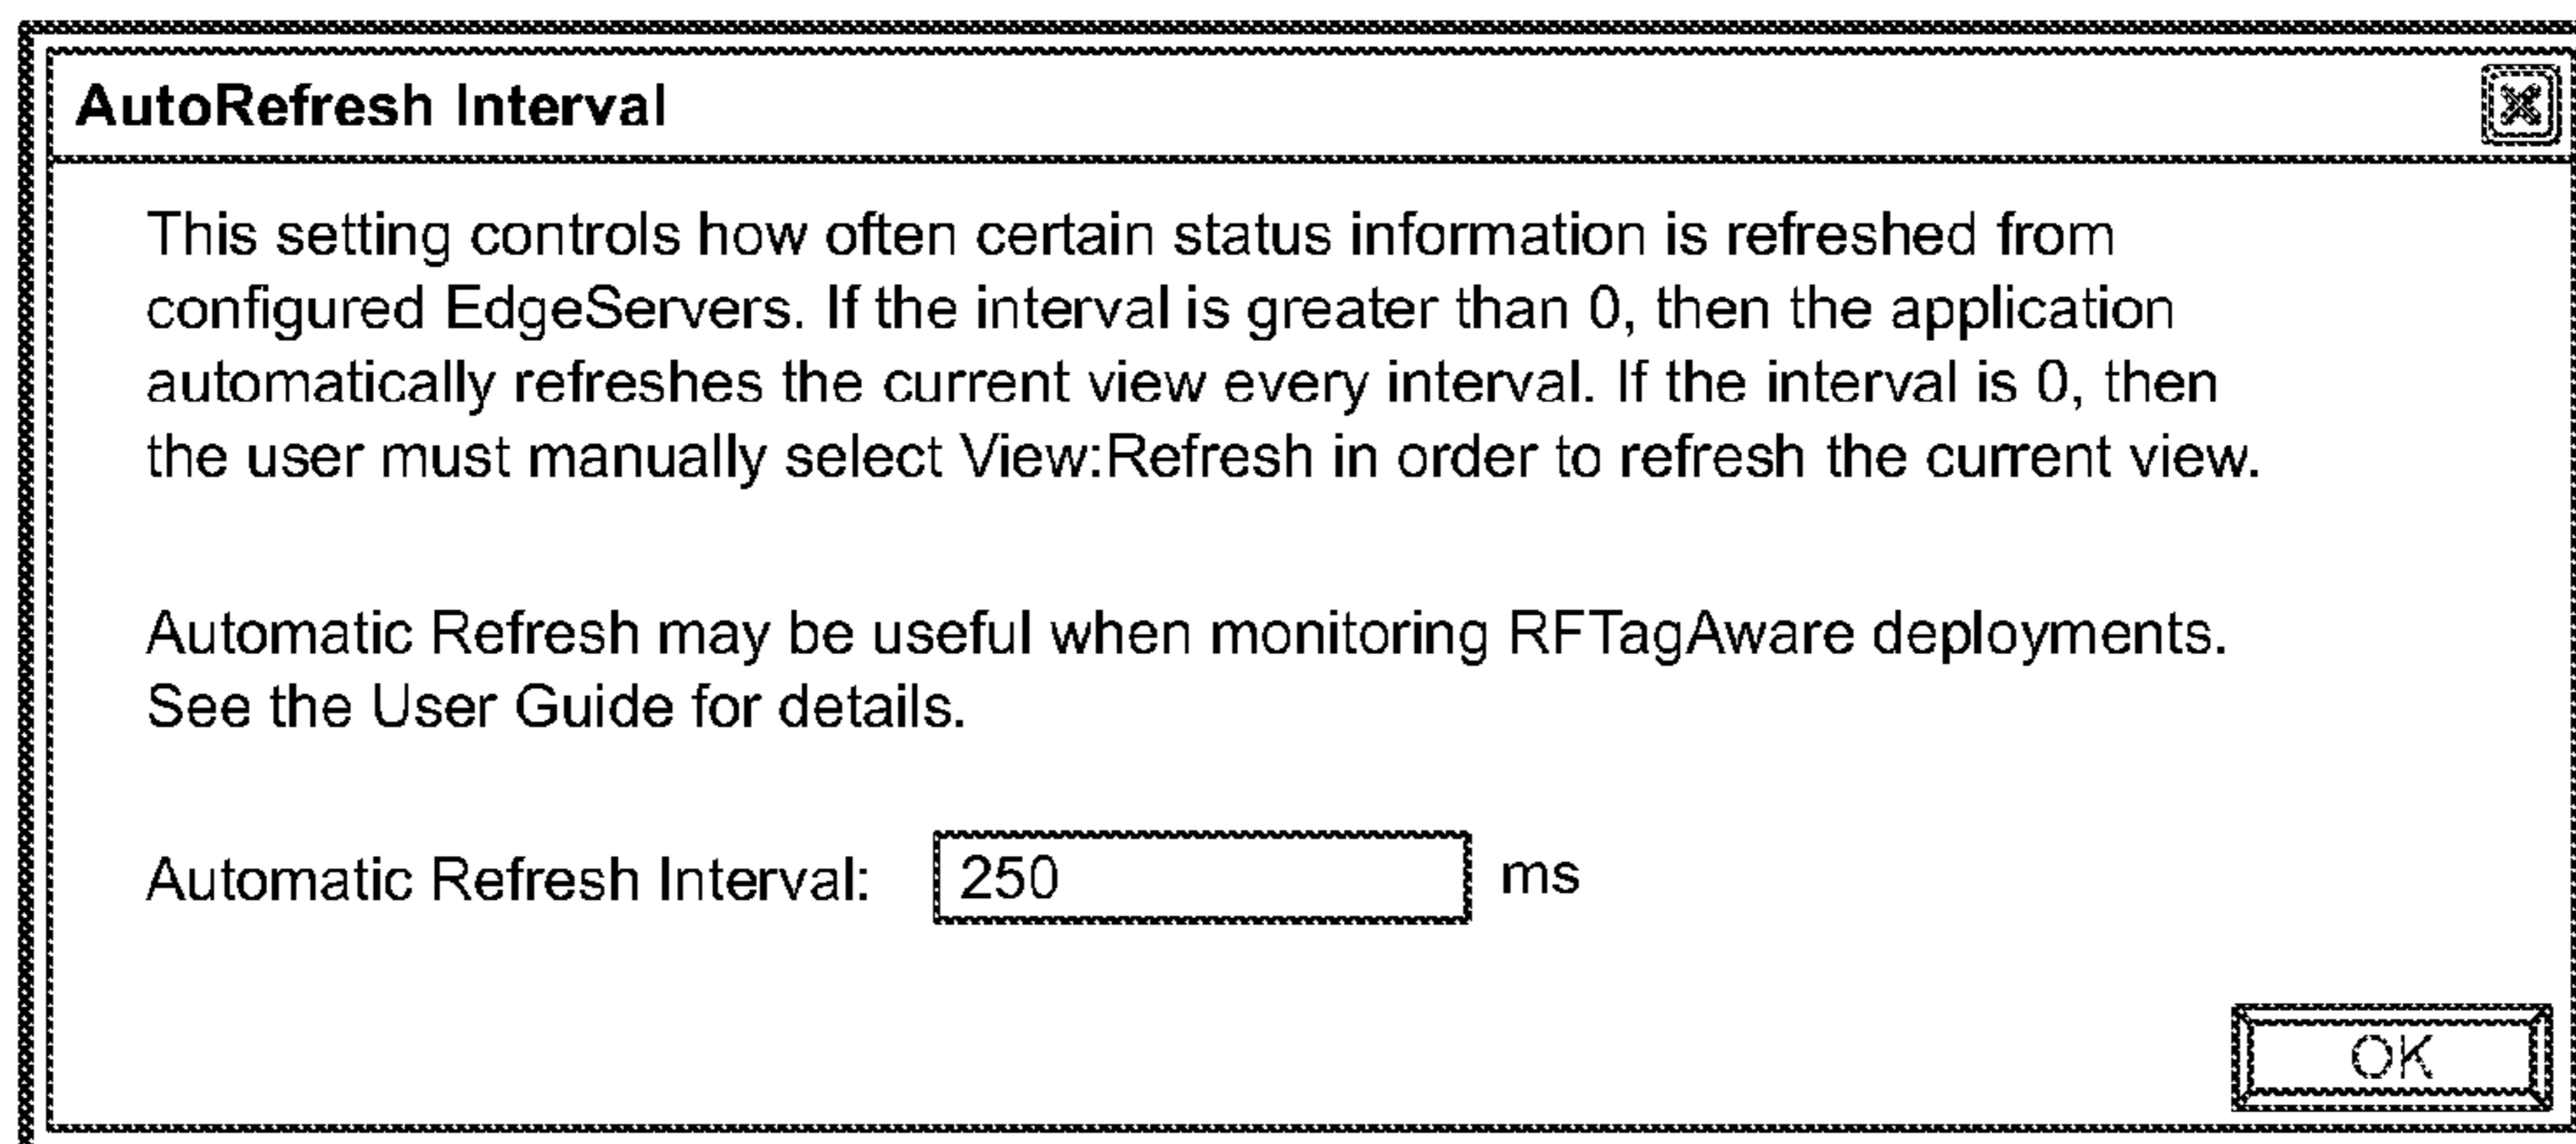 AutoRefresh Interval
This setting controls how often certain status information is refreshed from
configured EdgeServers. If the interval is greater than 0, then the application
automatically refreshes the current view every interval. If the interval is 0, then
the user must manually select View:Refresh in order to refresh the current view.
Automatic Refresh may be useful when monitoring RFTagAware deployments.
See the User Guide for details.
Automatic Refresh Interval: 250 ms
OK